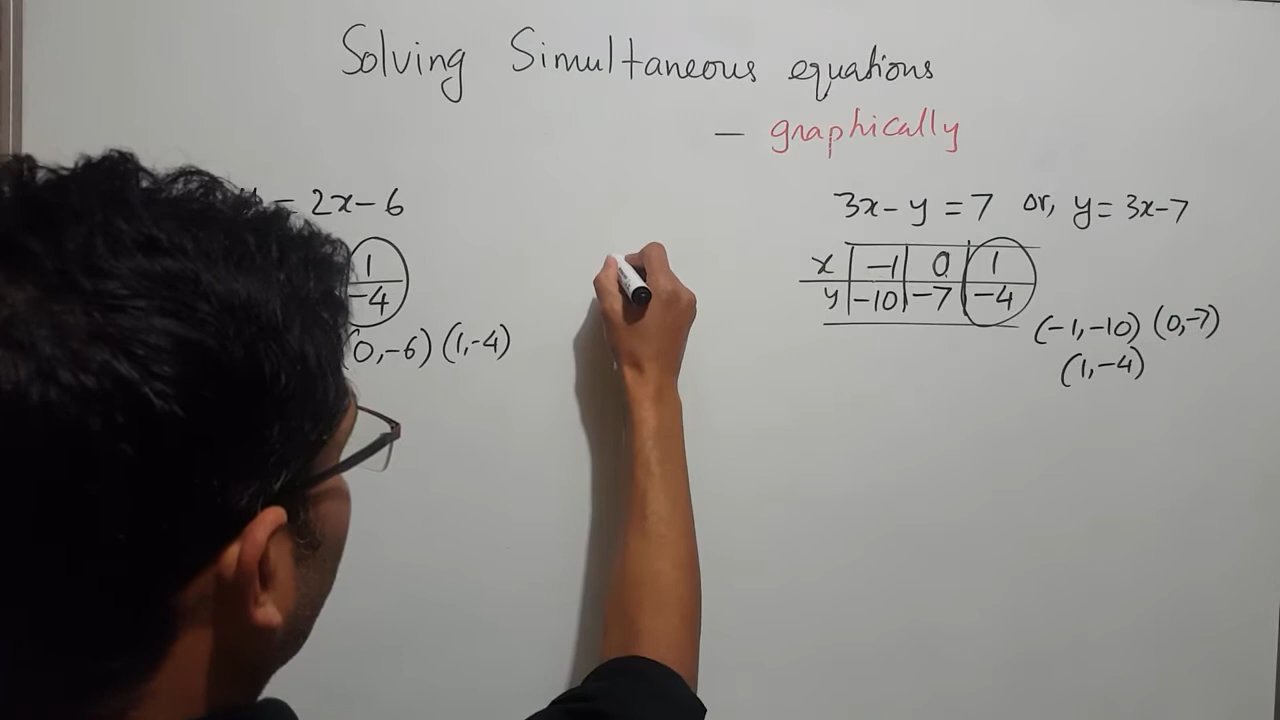 Solving Simultaneous equations
— graphically
= 2x-6
1
-4
(0,-6) (1,-4)
3x-y=7 or, y=3x-7
x -1 0 1
y -10 -7 -4
(-1,-10) (0,-7)
(1,-4)